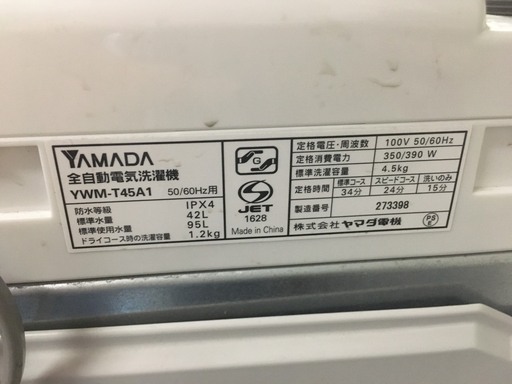 YAMADA
全自動電気洗濯機
YWM-T45A1 50/60Hz用
防水等級 IPX4
標準水量 42L
標準使用水量 95L
ドライコース時の洗濯容量 1.2kg
G
JET
1628
Made in China
定格電圧・周波数 100V 50/60Hz
定格消費電力 350/390 W
標準洗濯容量 4.5kg
定格時間 標準コース スピードコース 洗いのみ
34分 24分 15分
製造番号 273398
株式会社 ヤマダ電機
PS
E